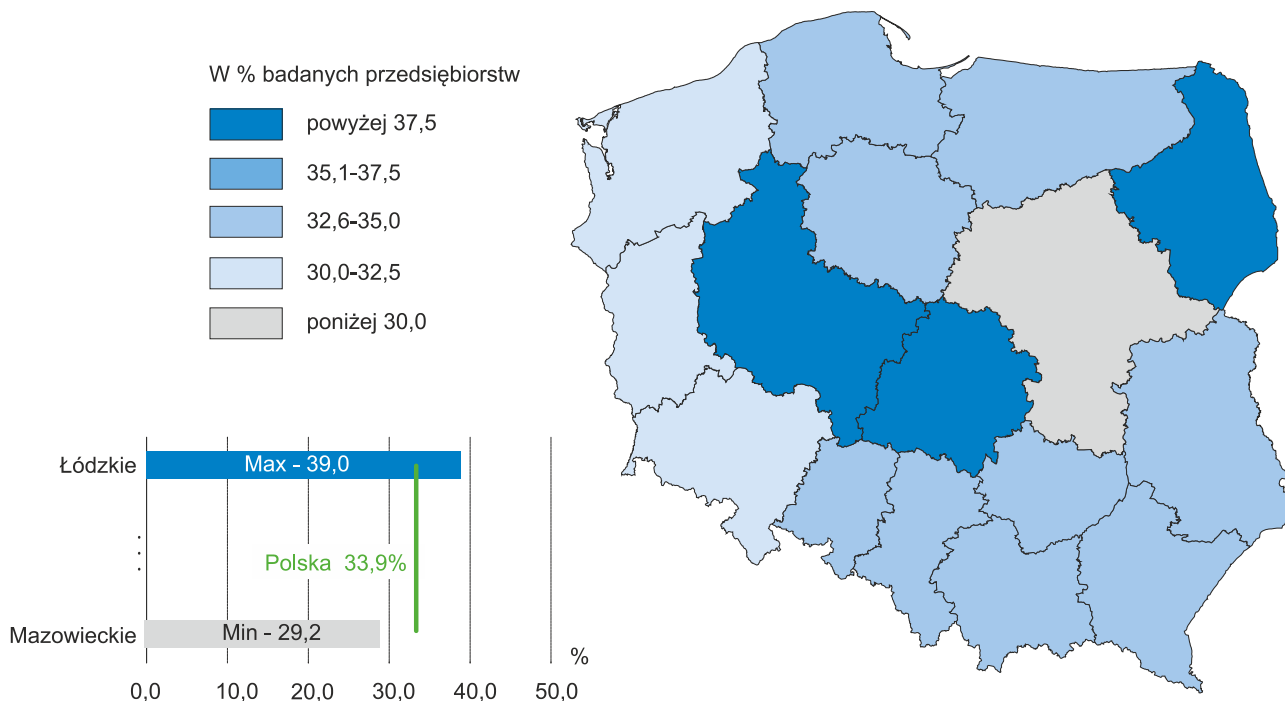 W % badanych przedsiębiorstw
powyżej 37,5
35,1-37,5
32,6-35,0
30,0-32,5
poniżej 30,0
Łódzkie
Max - 39,0
Polska 33,9%
Mazowieckie
Min - 29,2
%
0,0 10,0 20,0 30,0 40,0 50,0